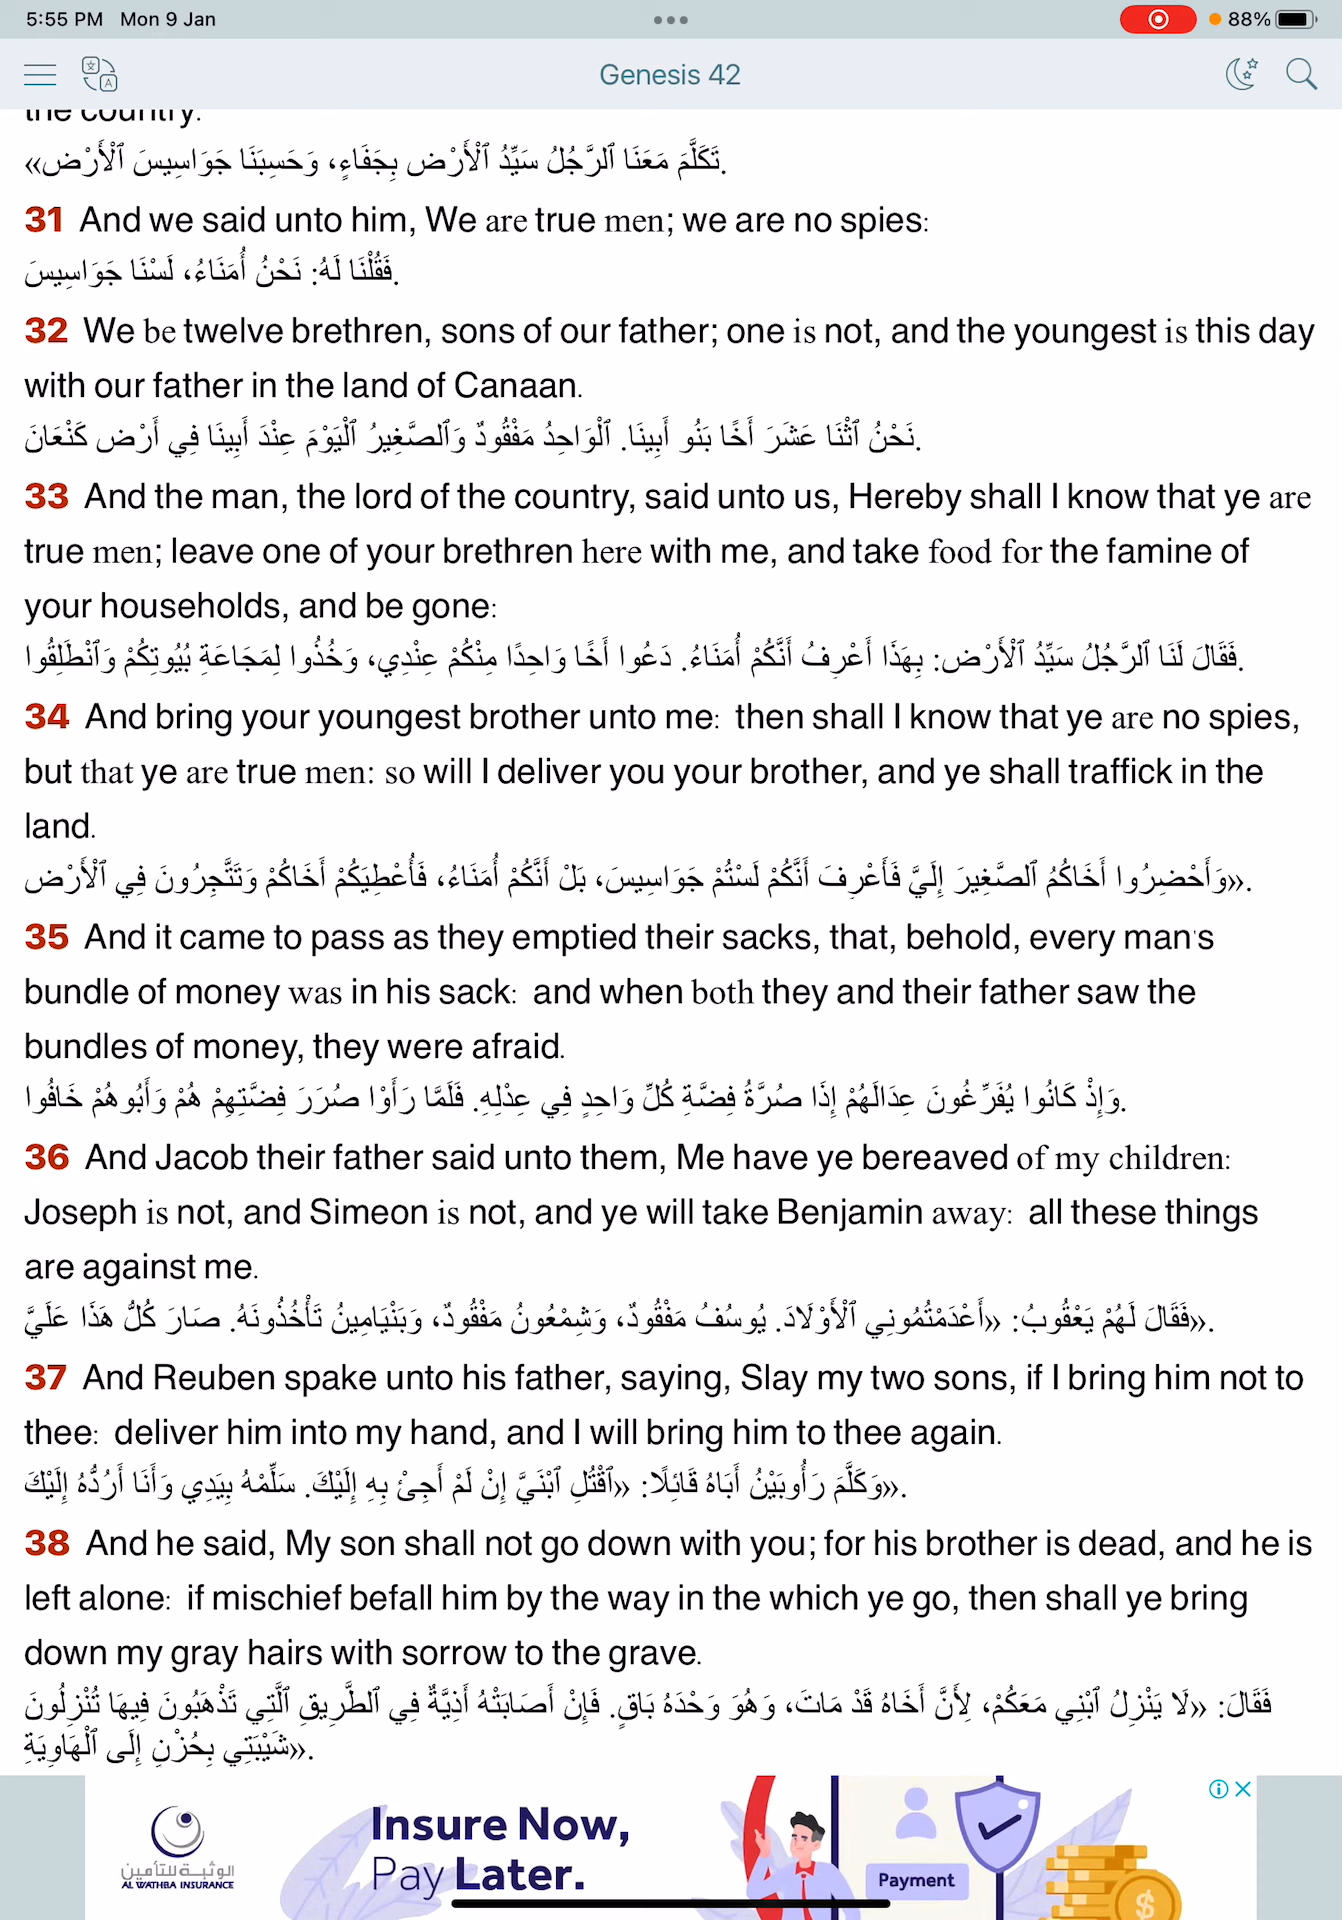 5:55 PM Mon 9 Jan
88%
Genesis 42
the country.
تَكَلَّمَ مَعَنَا ٱلرَّجُلُ سَيِّدُ ٱلْأَرْضِ بِجَفَاءٍ، وَحَسِبَنَا جَوَاسِيسَ ٱلْأَرْضِ».
31 And we said unto him, We are true men; we are no spies:
فَقُلْنَا لَهُ: نَحْنُ أُمَنَاءُ، لَسْنَا جَوَاسِيسَ.
32 We be twelve brethren, sons of our father; one is not, and the youngest is this day
with our father in the land of Canaan.
نَحْنُ ٱثْنَا عَشَرَ أَخًا بَنُو أَبِينَا. ٱلْوَاحِدُ مَفْقُودٌ وَٱلصَّغِيرُ ٱلْيَوْمَ عِنْدَ أَبِينَا فِي أَرْضِ كَنْعَانَ.
33 And the man, the lord of the country, said unto us, Hereby shall I know that ye are
true men; leave one of your brethren here with me, and take food for the famine of
your households, and be gone:
فَقَالَ لَنَا ٱلرَّجُلُ سَيِّدُ ٱلْأَرْضِ: بِهَذَا أَعْرِفُ أَنَّكُمْ أُمَنَاءُ. دَعُوا أَخًا وَاحِدًا مِنْكُمْ عِنْدِي، وَخُذُوا لِمَجَاعَةِ بُيُوتِكُمْ وَٱنْطَلِقُوا.
34 And bring your youngest brother unto me: then shall I know that ye are no spies,
but that ye are true men: so will I deliver you your brother, and ye shall traffick in the
land.
وَأَحْضِرُوا أَخَاكُمُ ٱلصَّغِيرَ إِلَيَّ فَأَعْرِفَ أَنَّكُمْ لَسْتُمْ جَوَاسِيسَ، بَلْ أَنَّكُمْ أُمَنَاءُ، فَأُعْطِيَكُمْ أَخَاكُمْ وَتَتَّجِرُونَ فِي ٱلْأَرْضِ».
35 And it came to pass as they emptied their sacks, that, behold, every man's
bundle of money was in his sack: and when both they and their father saw the
bundles of money, they were afraid.
وَإِذْ كَانُوا يُفَرِّغُونَ عِدَالَهُمْ إِذَا صُرَّةُ فِضَّةِ كُلِّ وَاحِدٍ فِي عِدْلِهِ. فَلَمَّا رَأَوْا صُرَرَ فِضَّتِهِمْ هُمْ وَأَبُوهُمْ خَافُوا.
36 And Jacob their father said unto them, Me have ye bereaved of my children:
Joseph is not, and Simeon is not, and ye will take Benjamin away: all these things
are against me.
فَقَالَ لَهُمْ يَعْقُوبُ: «أَعْدَمْتُمُونِي ٱلْأَوْلَادَ. يُوسُفُ مَفْقُودٌ، وَشِمْعُونُ مَفْقُودٌ، وَبَنْيَامِينُ تَأْخُذُونَهُ. صَارَ كُلُّ هَذَا عَلَيَّ».
37 And Reuben spake unto his father, saying, Slay my two sons, if I bring him not to
thee: deliver him into my hand, and I will bring him to thee again.
وَكَلَّمَ رَأُوبَيْنُ أَبَاهُ قَائِلًا: «ٱقْتُلِ ٱبْنَيَّ إِنْ لَمْ أَجِئْ بِهِ إِلَيْكَ. سَلِّمْهُ بِيَدِي وَأَنَا أَرُدُّهُ إِلَيْكَ».
38 And he said, My son shall not go down with you; for his brother is dead, and he is
left alone: if mischief befall him by the way in the which ye go, then shall ye bring
down my gray hairs with sorrow to the grave.
فَقَالَ: «لَا يَنْزِلُ ٱبْنِي مَعَكُمْ، لِأَنَّ أَخَاهُ قَدْ مَاتَ، وَهُوَ وَحْدَهُ بَاقٍ. فَإِنْ أَصَابَتْهُ أَذِيَّةٌ فِي ٱلطَّرِيقِ ٱلَّتِي تَذْهَبُونَ فِيهَا تُنْزِلُونَ
شَيْبَتِي بِحُزْنٍ إِلَى ٱلْهَاوِيَةِ».
الوثبة للتأمين
AL WATHBA INSURANCE
Insure Now,
Pay Later.
Payment